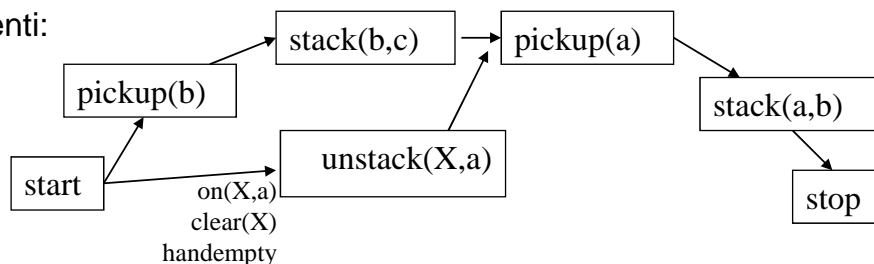 enti:
stack(b,c)
pickup(a)
pickup(b)
stack(a,b)
unstack(X,a)
start
on(X,a)
clear(X)
handempty
stop